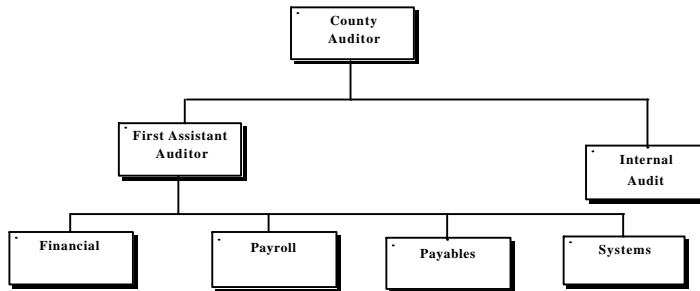 County
Auditor
First Assistant
Auditor
Internal
Audit
Financial
Payroll
Payables
Systems